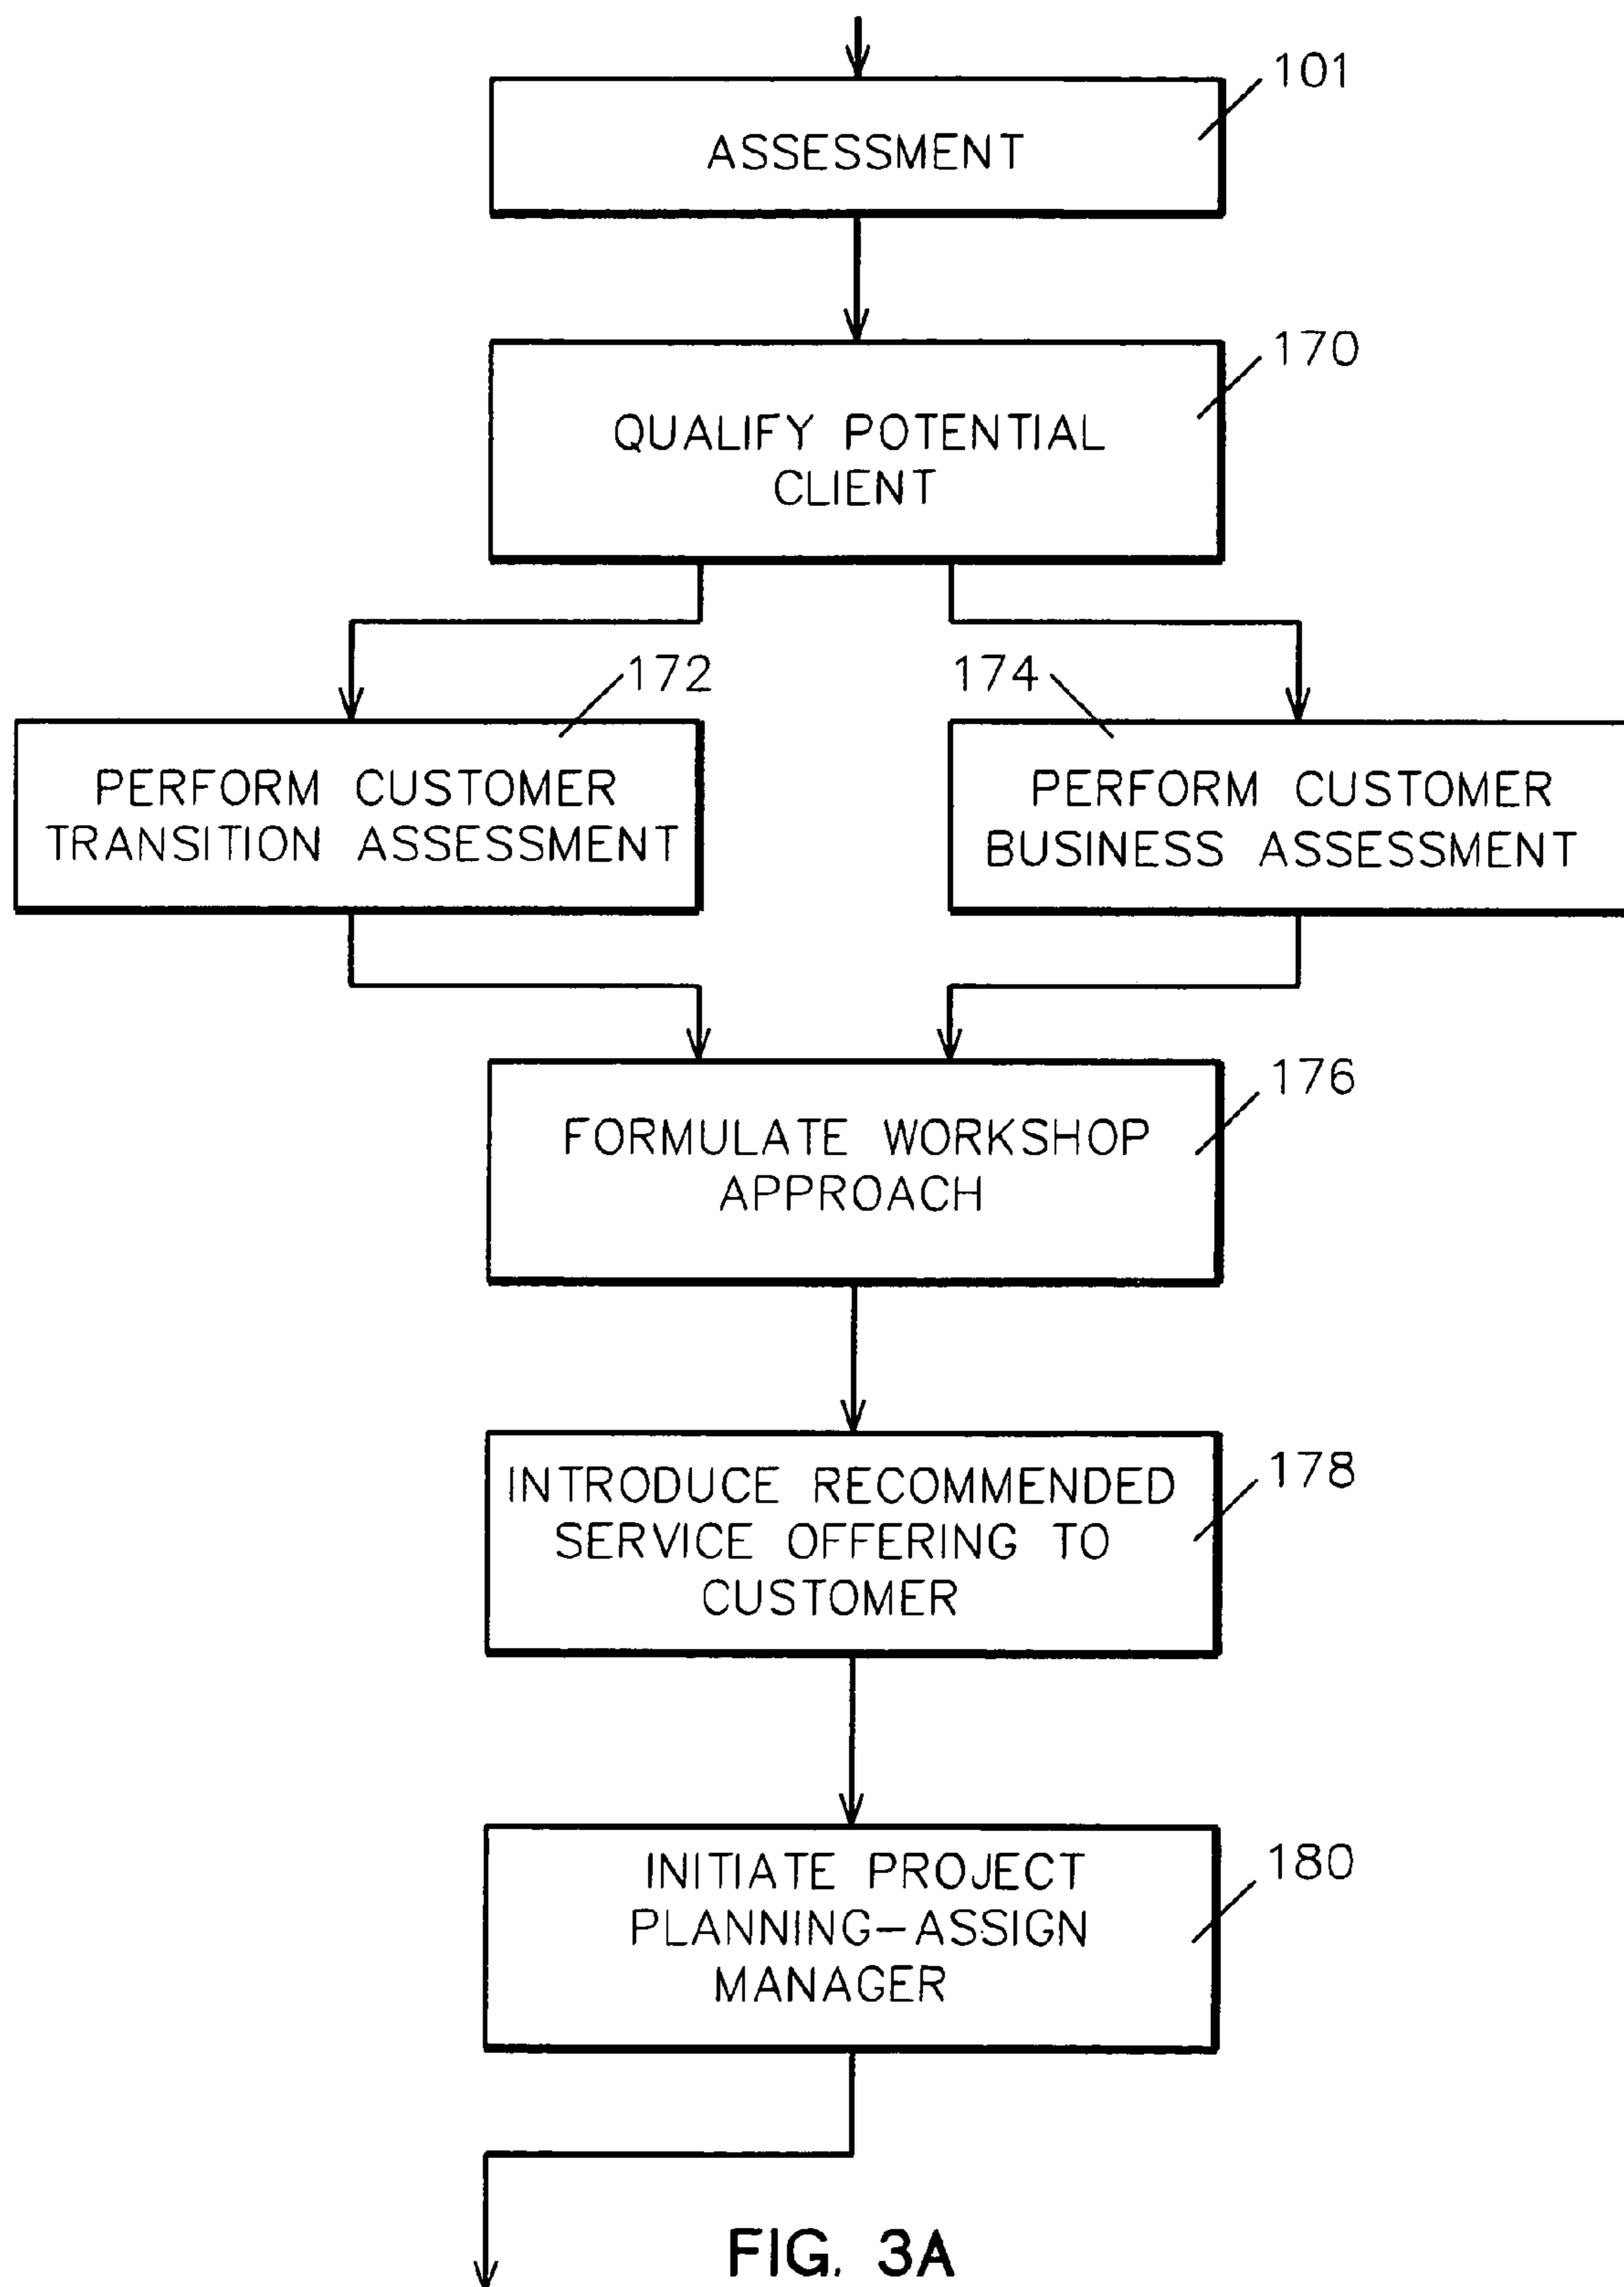 101
ASSESSMENT
170
QUALIFY POTENTIAL
CLIENT
172
174
PERFORM CUSTOMER
TRANSITION ASSESSMENT
PERFORM CUSTOMER
BUSINESS ASSESSMENT
176
FORMULATE WORKSHOP
APPROACH
178
INTRODUCE RECOMMENDED
SERVICE OFFERING TO
CUSTOMER
180
INITIATE PROJECT
PLANNING–ASSIGN
MANAGER
FIG. 3A